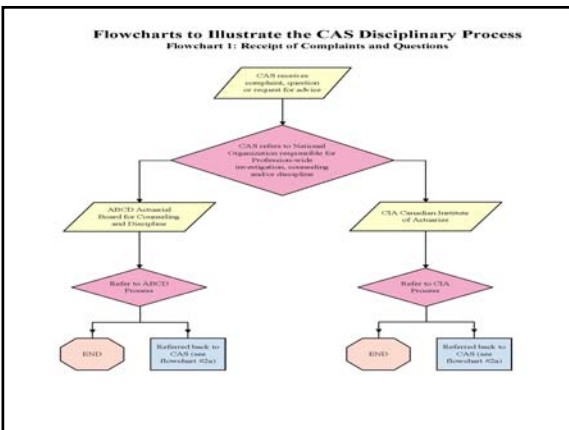 Flowcharts to Illustrate the CAS Disciplinary Process
Flowchart 1: Receipt of Complaints and Questions
CAS receives
complaint, question
or request for advice
CAS refers to National
Organization responsible for
Profession-wide
investigation, counseling
and/or discipline
ABCD Actuarial
Board for Counseling
and Discipline
CIA Canadian Institute
of Actuaries
Refer to ABCD
Process
Refer to CIA
Process
END
Referred back to
CAS (see
flowchart #2a)
END
Referred back to
CAS (see
flowchart #2a)